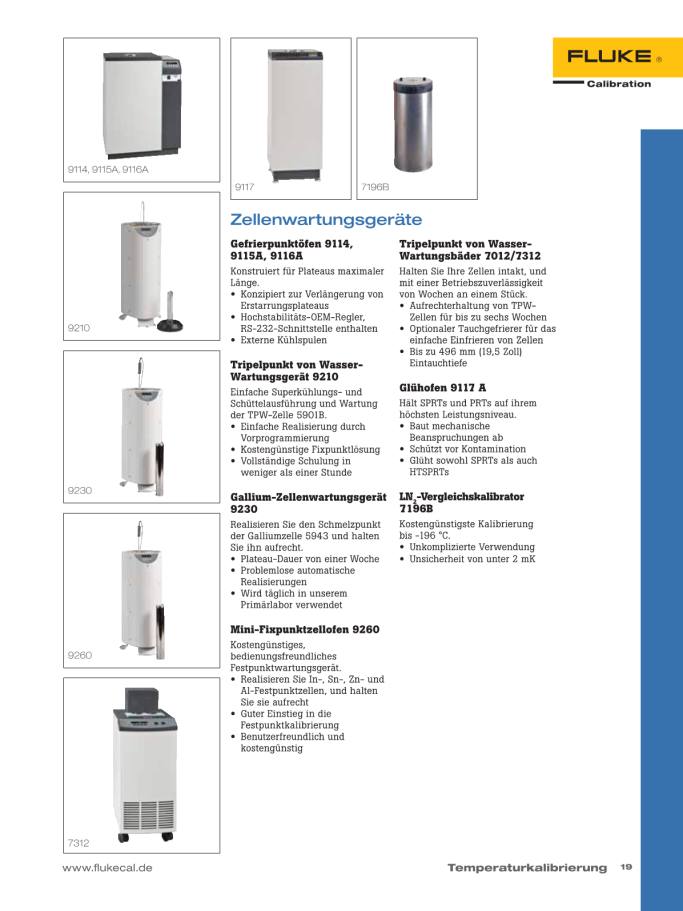 FLUKE ®
Calibration
9114, 9115A, 9116A
9117
7196B
9210
9230
9260
7312
Zellenwartungsgeräte
Gefrierpunktöfen 9114,
9115A, 9116A
Konstruiert für Plateaus maximaler
Länge.
• Konzipiert zur Verlängerung von
Erstarrungsplateaus
• Hochstabilitäts-OEM-Regler,
RS-232-Schnittstelle enthalten
• Externe Kühlspulen
Tripelpunkt von Wasser-
Wartungsgerät 9210
Einfache Superkühlungs- und
Schüttelausführung und Wartung
der TPW-Zelle 5901B.
• Einfache Realisierung durch
Vorprogrammierung
• Kostengünstige Fixpunktlösung
• Vollständige Schulung in
weniger als einer Stunde
Gallium-Zellenwartungsgerät
9230
Realisieren Sie den Schmelzpunkt
der Galliumzelle 5943 und halten
Sie ihn aufrecht.
• Plateau-Dauer von einer Woche
• Problemlose automatische
Realisierungen
• Wird täglich in unserem
Primärlabor verwendet
Mini-Fixpunktzellofen 9260
Kostengünstiges,
bedienungsfreundliches
Festpunktwartungsgerät.
• Realisieren Sie In-, Sn-, Zn- und
Al-Festpunktzellen, und halten
Sie sie aufrecht
• Guter Einstieg in die
Festpunktkalibrierung
• Benutzerfreundlich und
kostengünstig
Tripelpunkt von Wasser-
Wartungsbäder 7012/7312
Halten Sie Ihre Zellen intakt, und
mit einer Betriebszuverlässigkeit
von Wochen an einem Stück.
• Aufrechterhaltung von TPW-
Zellen für bis zu sechs Wochen
• Optionaler Tauchgefrierer für das
einfache Einfrieren von Zellen
• Bis zu 496 mm (19,5 Zoll)
Eintauchtiefe
Glühofen 9117 A
Hält SPRTs und PRTs auf ihrem
höchsten Leistungsniveau.
• Baut mechanische
Beanspruchungen ab
• Schützt vor Kontamination
• Glüht sowohl SPRTs als auch
HTSPRTs
LN2-Vergleichskalibrator
7196B
Kostengünstigste Kalibrierung
bis -196 °C.
• Unkomplizierte Verwendung
• Unsicherheit von unter 2 mK
www.flukecal.de
Temperaturkalibrierung 19